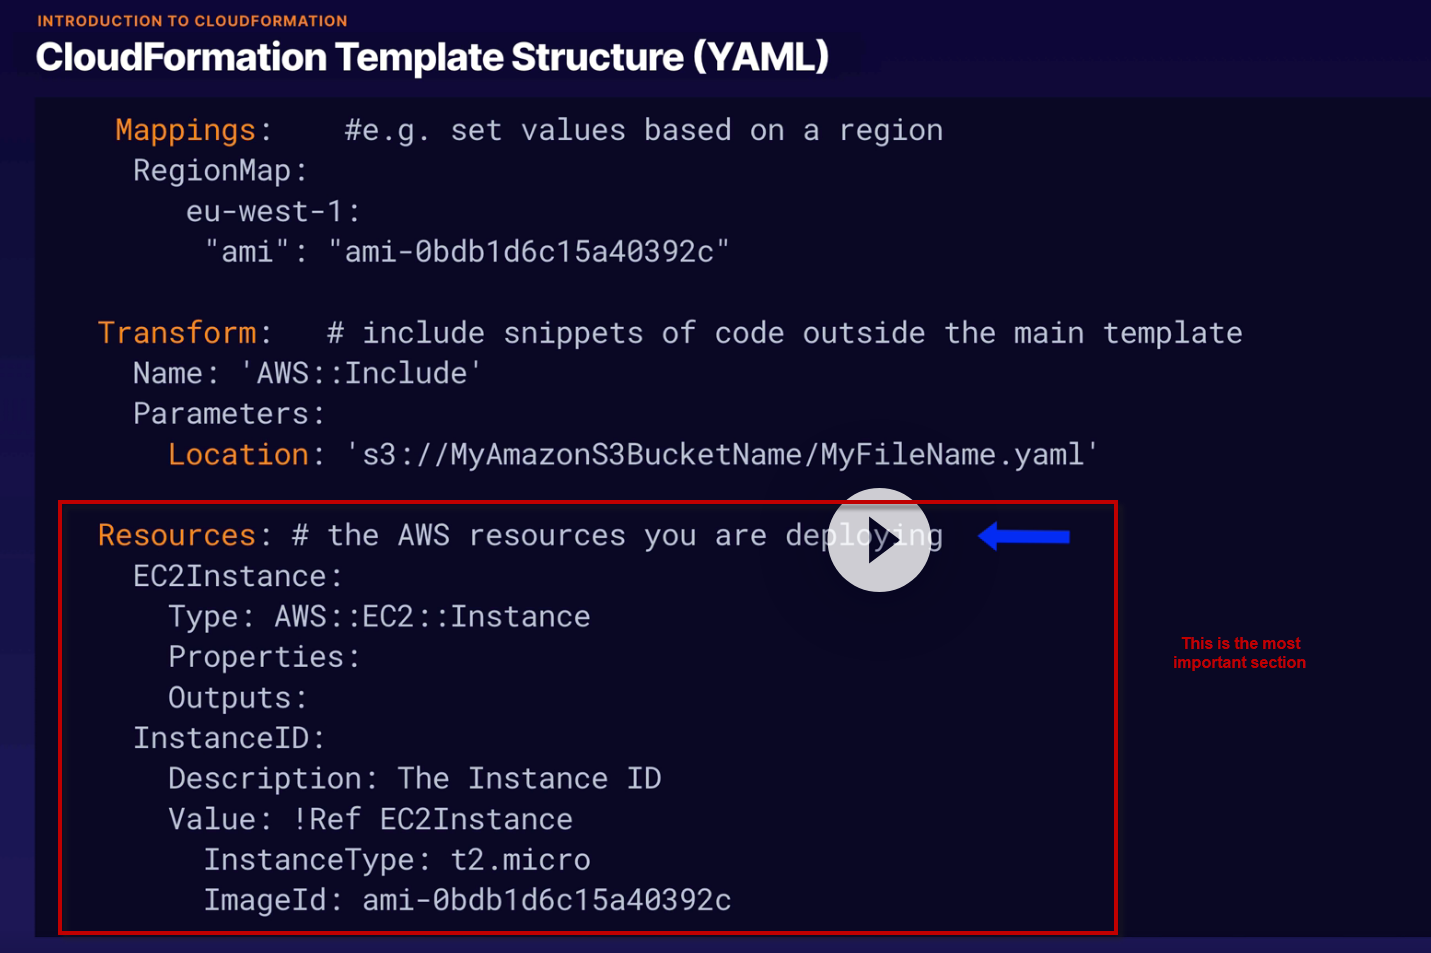 INTRODUCTION TO CLOUDFORMATION
CloudFormation Template Structure (YAML)
Mappings:    #e.g. set values based on a region
RegionMap:
eu-west-1:
"ami": "ami-0bdb1d6c15a40392c"
Transform:   # include snippets of code outside the main template
Name: 'AWS::Include'
Parameters:
Location: 's3://MyAmazonS3BucketName/MyFileName.yaml'
Resources: # the AWS resources you are deploying
EC2Instance:
Type: AWS::EC2::Instance
Properties:
Outputs:
InstanceID:
Description: The Instance ID
Value: !Ref EC2Instance
InstanceType: t2.micro
ImageId: ami-0bdb1d6c15a40392c
This is the most
important section